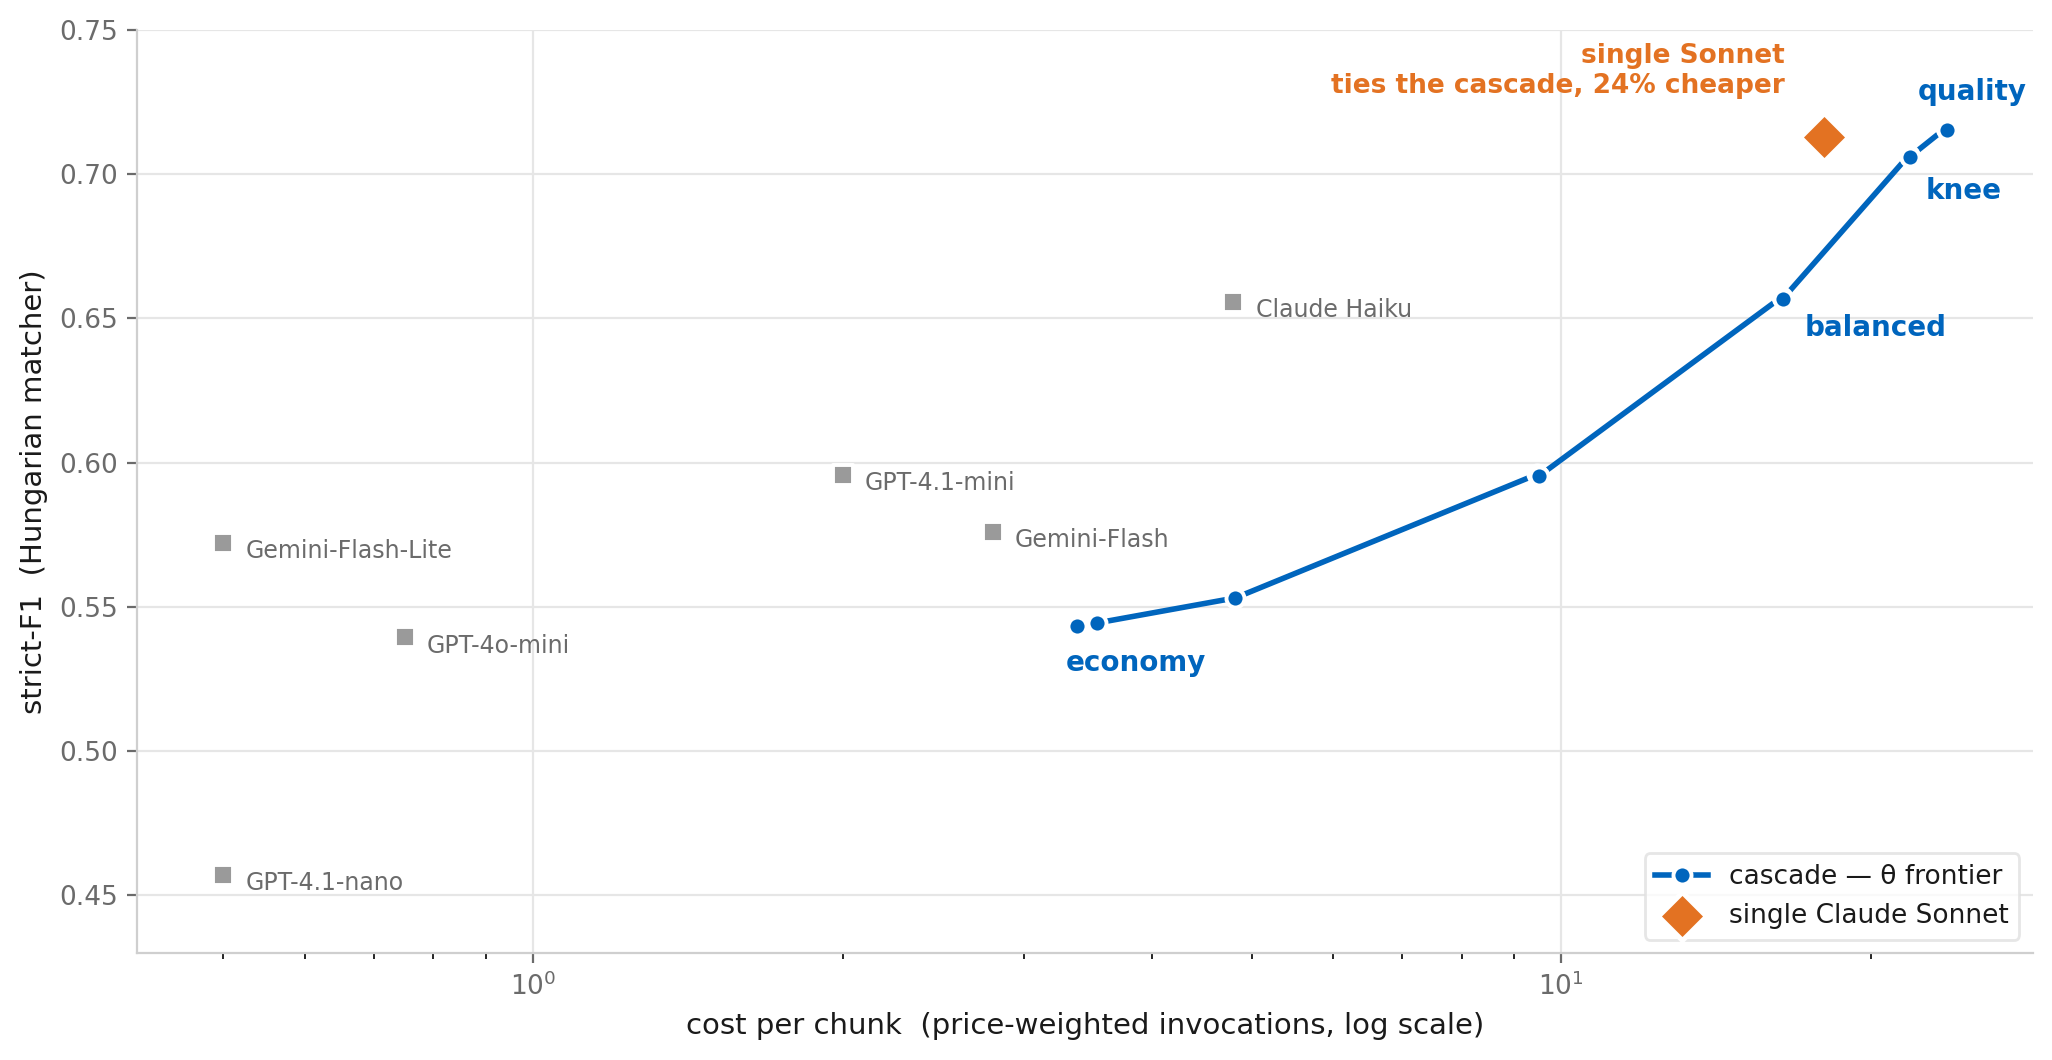 0.75
0.70
0.65
0.60
0.55
0.50
0.45
strict-F1 (Hungarian matcher)
single Sonnet
ties the cascade, 24% cheaper
quality
knee
balanced
economy
Claude Haiku
GPT-4.1-mini
Gemini-Flash
Gemini-Flash-Lite
GPT-4o-mini
GPT-4.1-nano
cascade — θ frontier
single Claude Sonnet
10⁰
10¹
cost per chunk (price-weighted invocations, log scale)